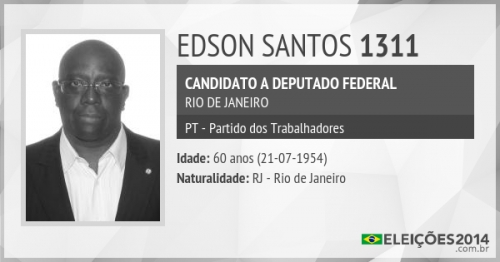 EDSON SANTOS 1311
CANDIDATO A DEPUTADO FEDERAL
RIO DE JANEIRO
PT - Partido dos Trabalhadores
Idade: 60 anos (21-07-1954)
Naturalidade: RJ - Rio de Janeiro
ELEIÇÕES2014
.com.br